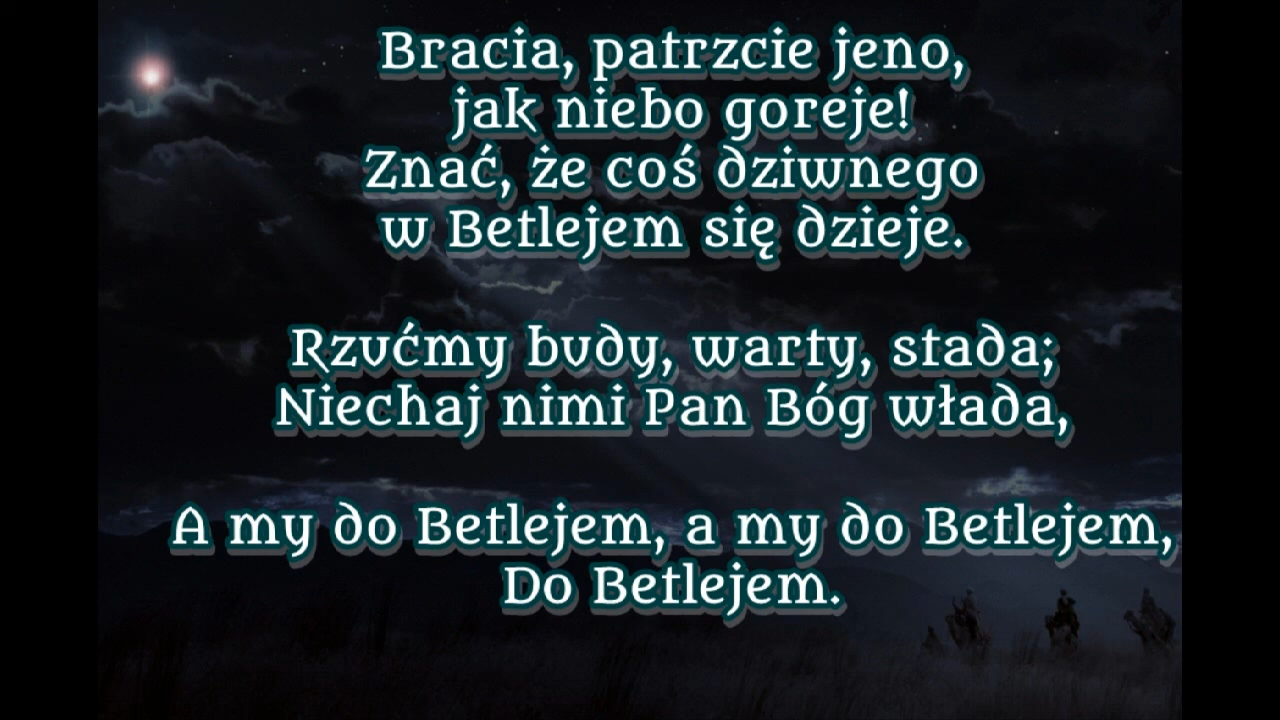 Bracia, patrzcie jeno,
jak niebo goreje!
Znać, że coś dziwnego
w Betlejem się dzieje.
Rzućmy budy, warty, stada;
Niechaj nimi Pan Bóg włada,
A my do Betlejem, a my do Betlejem,
Do Betlejem.